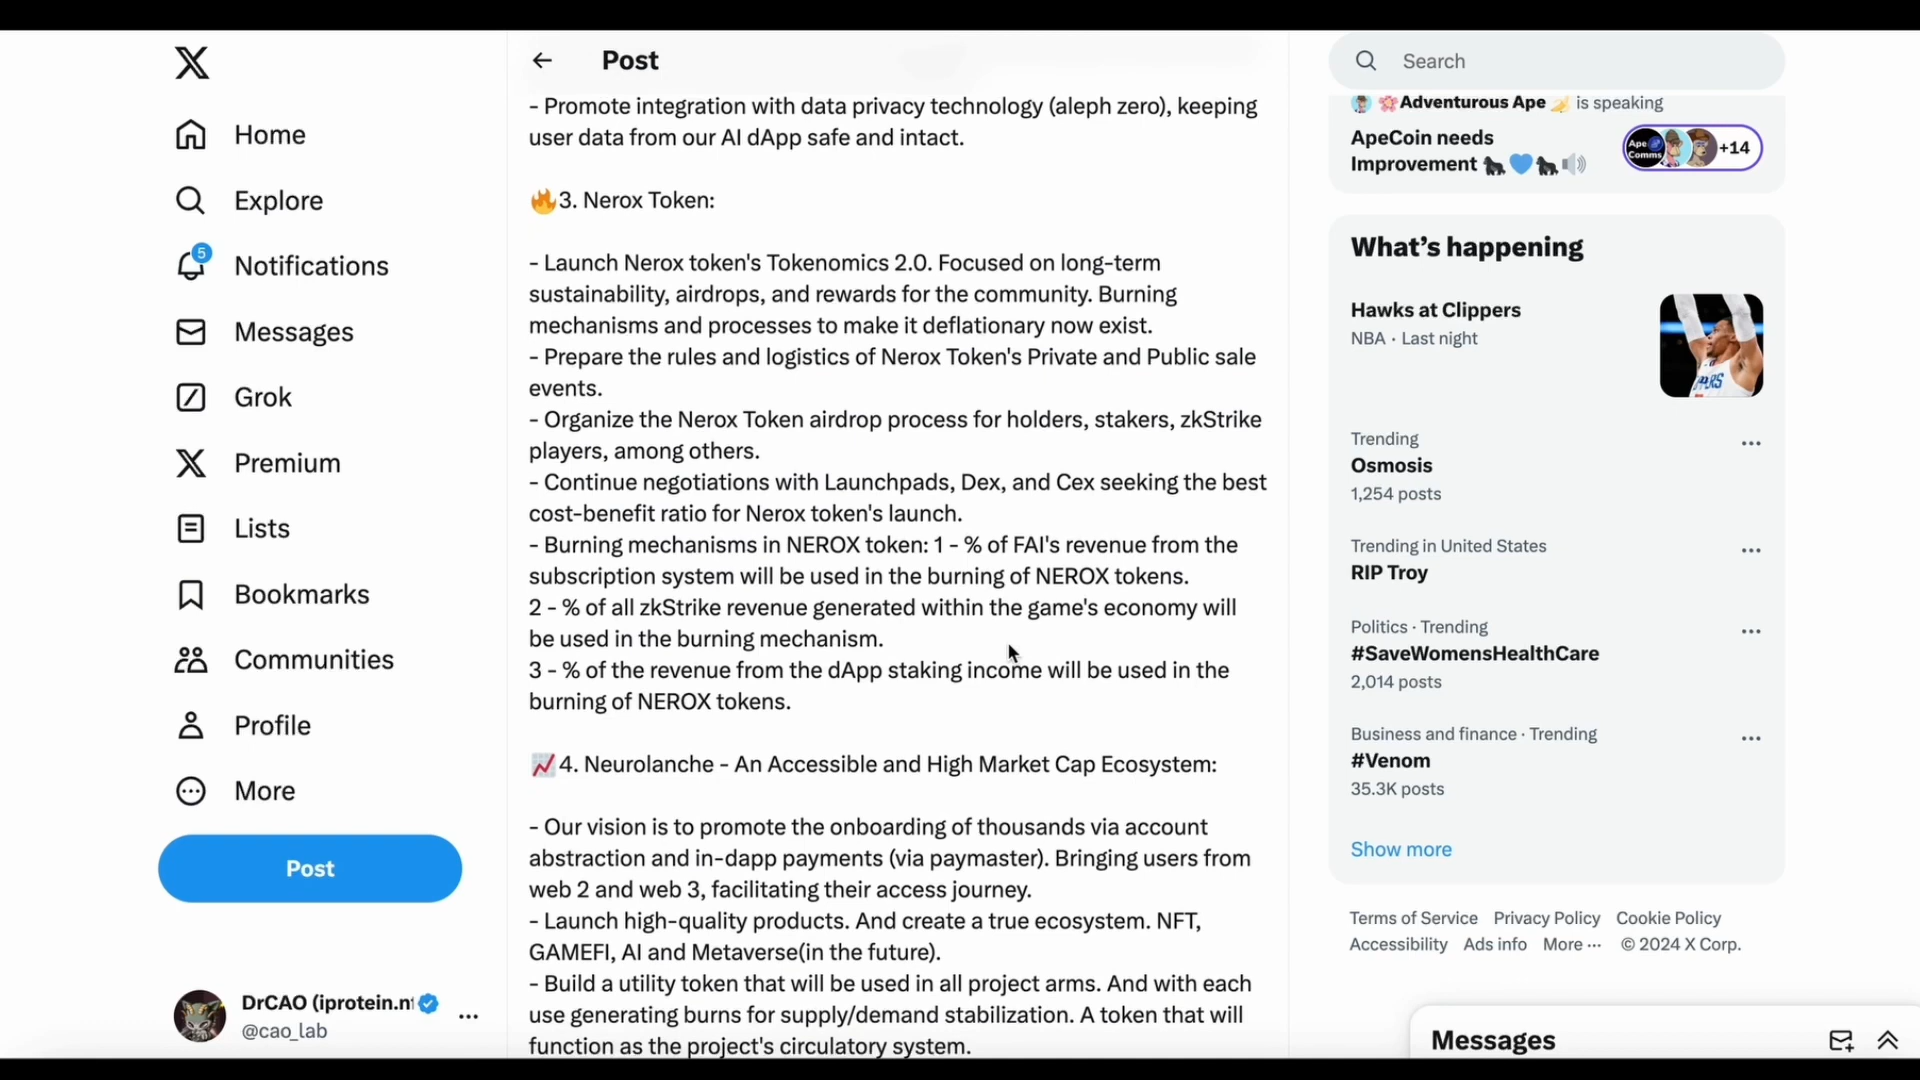 Home
Explore
5
Notifications
Messages
Grok
Premium
Lists
Bookmarks
Communities
Profile
More
Post
DrCAO (iprotein.n
@cao_lab
Post
- Promote integration with data privacy technology (aleph zero), keeping
user data from our AI dApp safe and intact.
🔥3. Nerox Token:
- Launch Nerox token's Tokenomics 2.0. Focused on long-term
sustainability, airdrops, and rewards for the community. Burning
mechanisms and processes to make it deflationary now exist.
- Prepare the rules and logistics of Nerox Token's Private and Public sale
events.
- Organize the Nerox Token airdrop process for holders, stakers, zkStrike
players, among others.
- Continue negotiations with Launchpads, Dex, and Cex seeking the best
cost-benefit ratio for Nerox token's launch.
- Burning mechanisms in NEROX token: 1 - % of FAI's revenue from the
subscription system will be used in the burning of NEROX tokens.
2 - % of all zkStrike revenue generated within the game's economy will
be used in the burning mechanism.
3 - % of the revenue from the dApp staking income will be used in the
burning of NEROX tokens.
📈4. Neurolanche - An Accessible and High Market Cap Ecosystem:
- Our vision is to promote the onboarding of thousands via account
abstraction and in-dapp payments (via paymaster). Bringing users from
web 2 and web 3, facilitating their access journey.
- Launch high-quality products. And create a true ecosystem. NFT,
GAMEFI, AI and Metaverse(in the future).
- Build a utility token that will be used in all project arms. And with each
use generating burns for supply/demand stabilization. A token that will
function as the project's circulatory system.
Search
🌸Adventurous Ape 🍌 is speaking
ApeCoin needs
Improvement 🦍💙🦍🔊
Ape
Comms
+14
What's happening
Hawks at Clippers
NBA · Last night
Trending
Osmosis
1,254 posts
Trending in United States
RIP Troy
Politics · Trending
#SaveWomensHealthCare
2,014 posts
Business and finance · Trending
#Venom
35.3K posts
Show more
Terms of Service Privacy Policy Cookie Policy
Accessibility Ads info More ··· © 2024 X Corp.
Messages